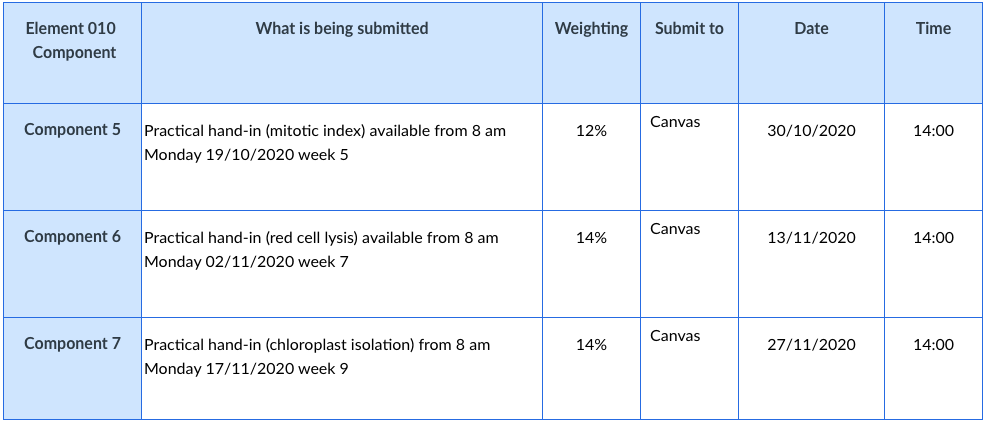 Element 010 Component What is being submitted Weighting Submit to Date Time
Component 5 Practical hand-in (mitotic index) available from 8 am Monday 19/10/2020 week 5 12% Canvas 30/10/2020 14:00
Component 6 Practical hand-in (red cell lysis) available from 8 am Monday 02/11/2020 week 7 14% Canvas 13/11/2020 14:00
Component 7 Practical hand-in (chloroplast isolation) from 8 am Monday 17/11/2020 week 9 14% Canvas 27/11/2020 14:00